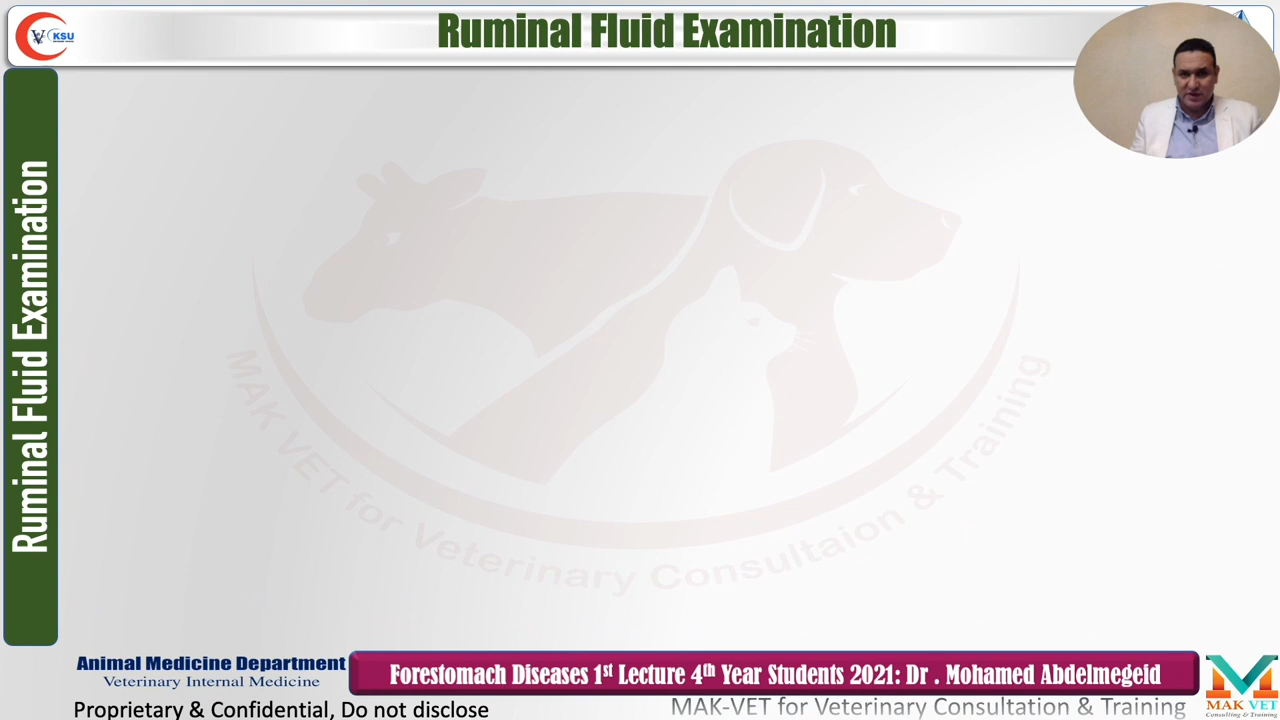 KSU
Ruminal Fluid Examination
Ruminal Fluid Examination
MAK VET for Veterinary Consultaion & Training
Animal Medicine Department
Veterinary Internal Medicine
Forestomach Diseases 1st Lecture 4th Year Students 2021: Dr . Mohamed Abdelmegeid
Proprietary & Confidential, Do not disclose
MAK-VET for Veterinary Consultation & Training
MAK VET
Consulting & Training